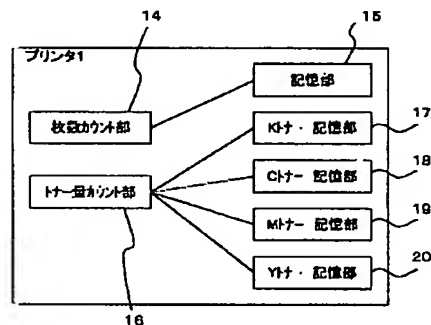 14
15
プリンタ1
記憶部
枚数カウント部
17
Kトナ・記憶部
18
トナー量カウント部
Cトナー 記憶部
19
Mトナー 記憶部
20
Yトナ・記憶部
16